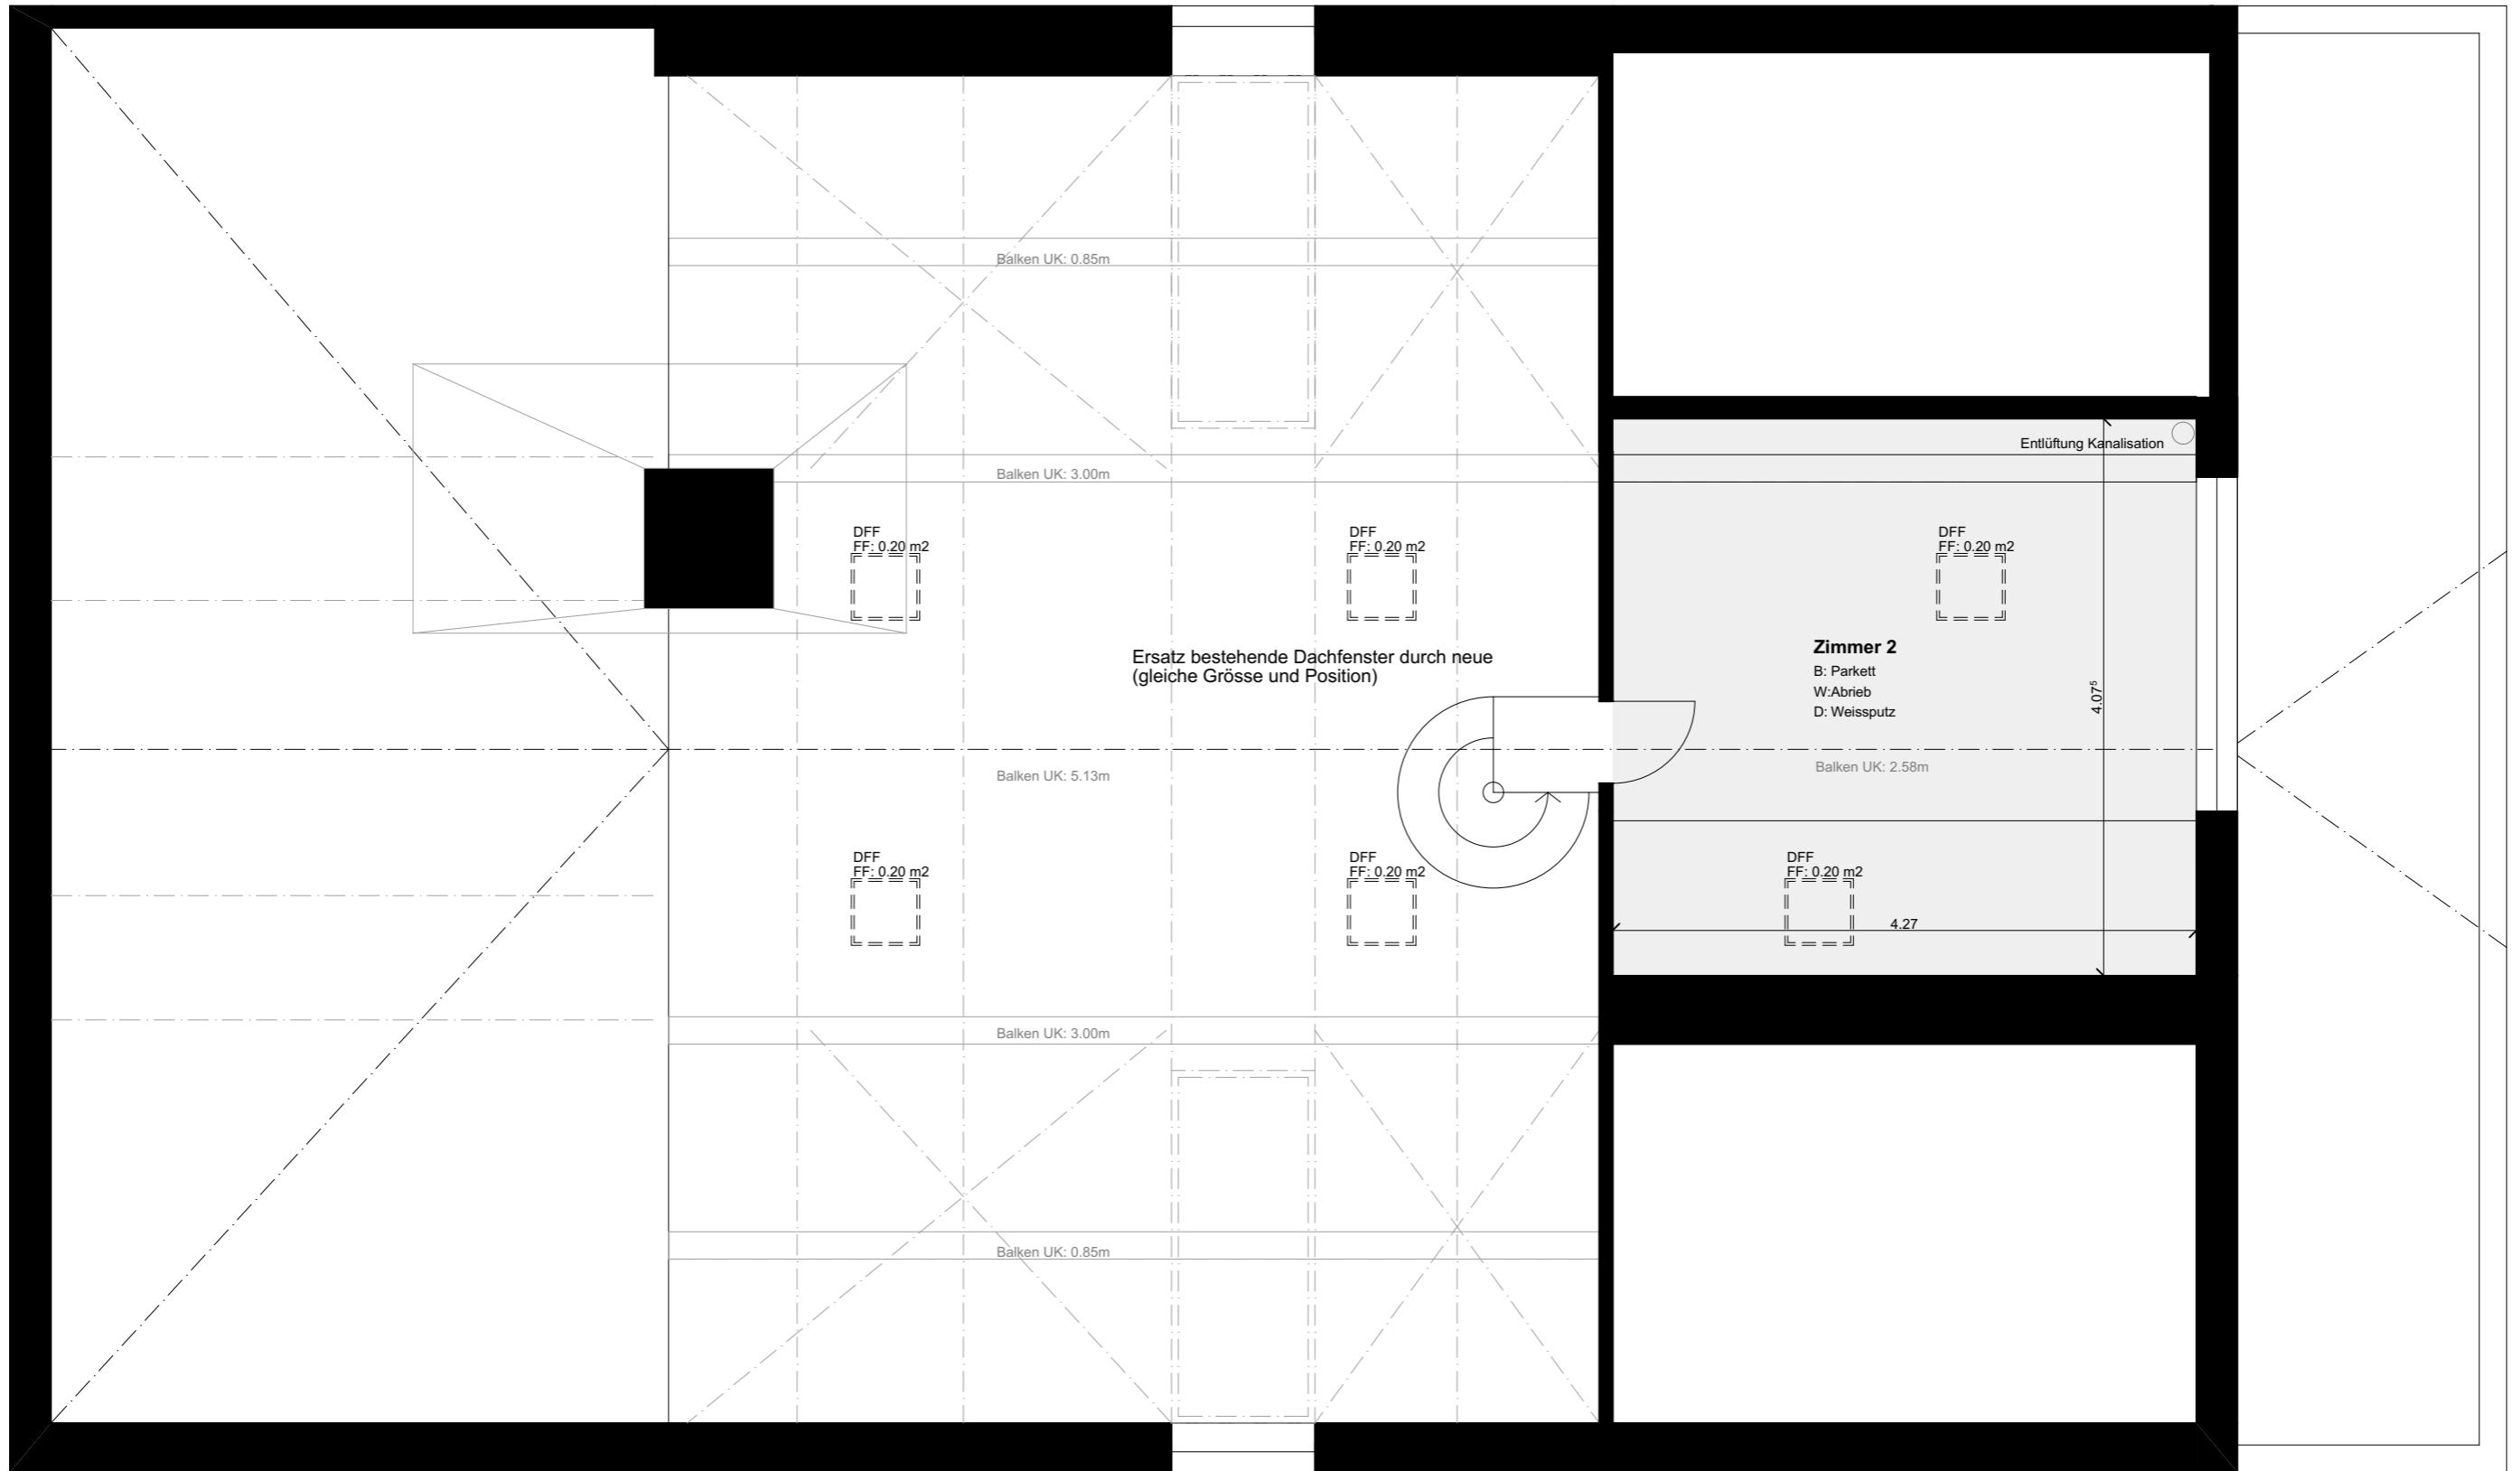 Balken UK: 0.85m
Entlüftung Kanalisation
Balken UK: 3.00m
DFF
FF: 0.20 m2
DFF
FF: 0.20 m2
DFF
FF: 0.20 m2
Ersatz bestehende Dachfenster durch neue
(gleiche Grösse und Position)
Zimmer 2
B: Parkett
W:Abrieb
D: Weissputz
4.07⁵
Balken UK: 5.13m
Balken UK: 2.58m
DFF
FF: 0.20 m2
DFF
FF: 0.20 m2
DFF
FF: 0.20 m2
4.27
Balken UK: 3.00m
Balken UK: 0.85m